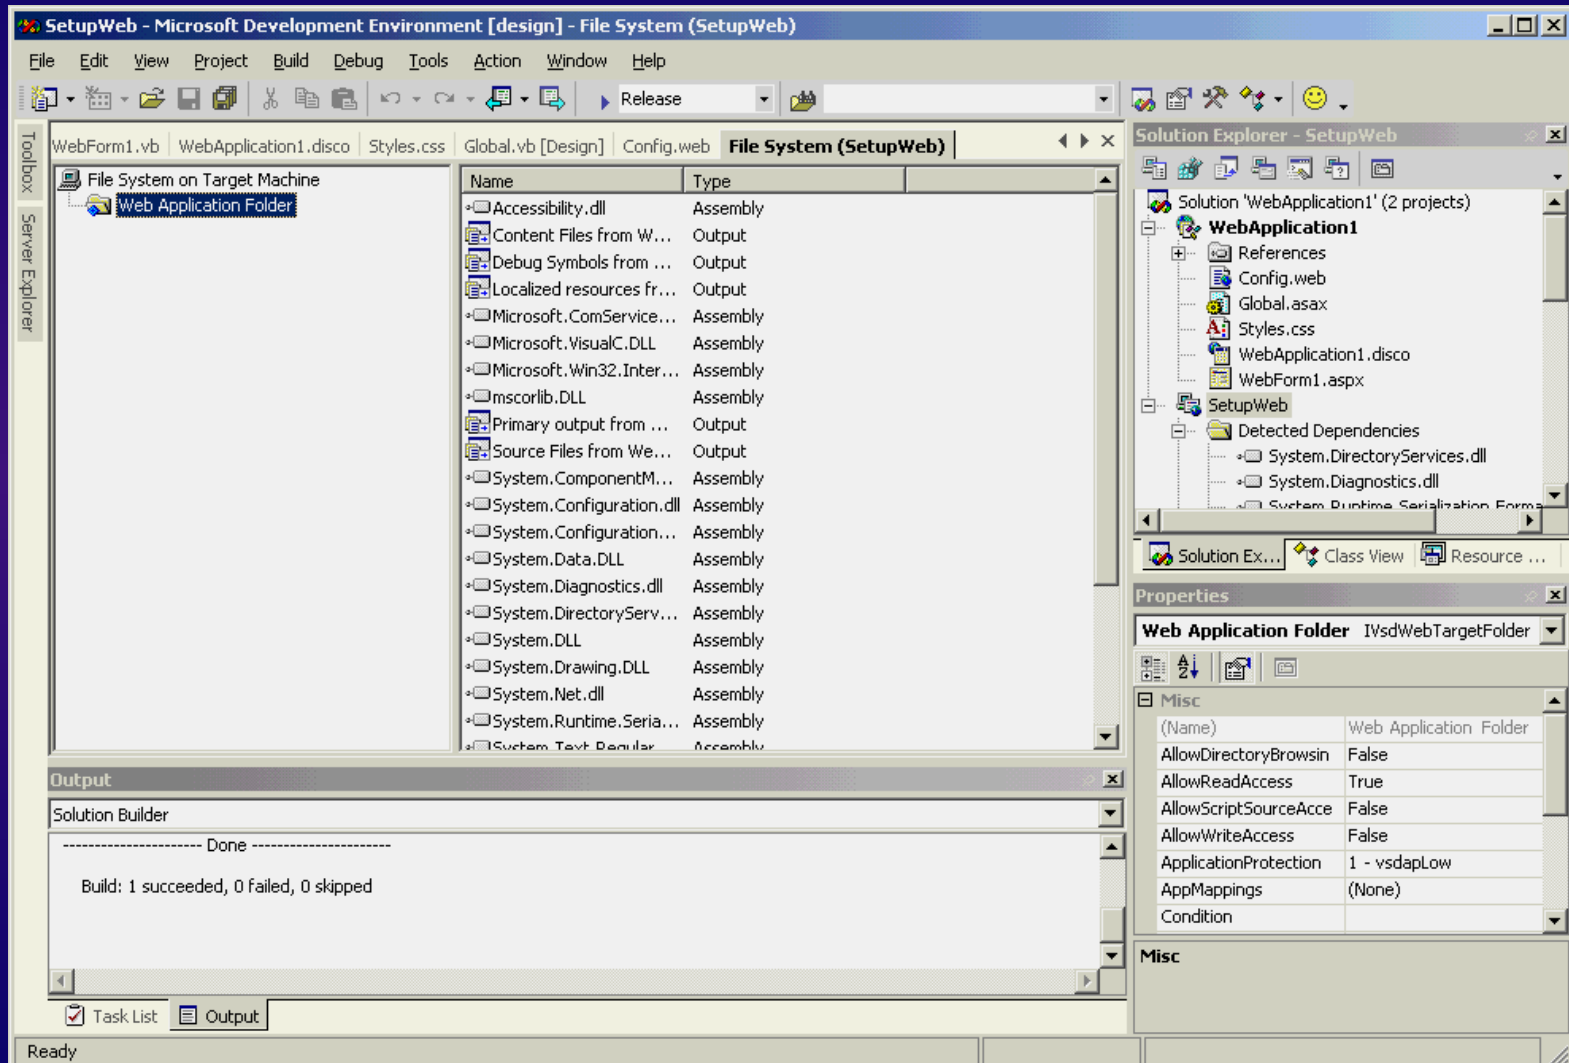 SetupWeb - Microsoft Development Environment [design] - File System (SetupWeb)
File Edit View Project Build Debug Tools Action Window Help
Release
Toolbox
Server Explorer
WebForm1.vb WebApplication1.disco Styles.css Global.vb [Design] Config.web File System (SetupWeb)
File System on Target Machine
Web Application Folder
Name Type
Accessibility.dll Assembly
Content Files from W... Output
Debug Symbols from ... Output
Localized resources fr... Output
Microsoft.ComService... Assembly
Microsoft.VisualC.DLL Assembly
Microsoft.Win32.Inter... Assembly
mscorlib.DLL Assembly
Primary output from ... Output
Source Files from We... Output
System.ComponentM... Assembly
System.Configuration.dll Assembly
System.Configuration... Assembly
System.Data.DLL Assembly
System.Diagnostics.dll Assembly
System.DirectoryServ... Assembly
System.DLL Assembly
System.Drawing.DLL Assembly
System.Net.dll Assembly
System.Runtime.Seria... Assembly
System.Text.Regular... Assembly
Output
Solution Builder
---------------------- Done ----------------------
Build: 1 succeeded, 0 failed, 0 skipped
Task List Output
Ready
Solution Explorer - SetupWeb
Solution 'WebApplication1' (2 projects)
WebApplication1
References
Config.web
Global.asax
Styles.css
WebApplication1.disco
WebForm1.aspx
SetupWeb
Detected Dependencies
System.DirectoryServices.dll
System.Diagnostics.dll
System.Runtime.Serialization.Forma
Solution Ex... Class View Resource ...
Properties
Web Application Folder IVsdWebTargetFolder
Misc
(Name) Web Application Folder
AllowDirectoryBrowsin False
AllowReadAccess True
AllowScriptSourceAcce False
AllowWriteAccess False
ApplicationProtection 1 - vsdapLow
AppMappings (None)
Condition
Misc